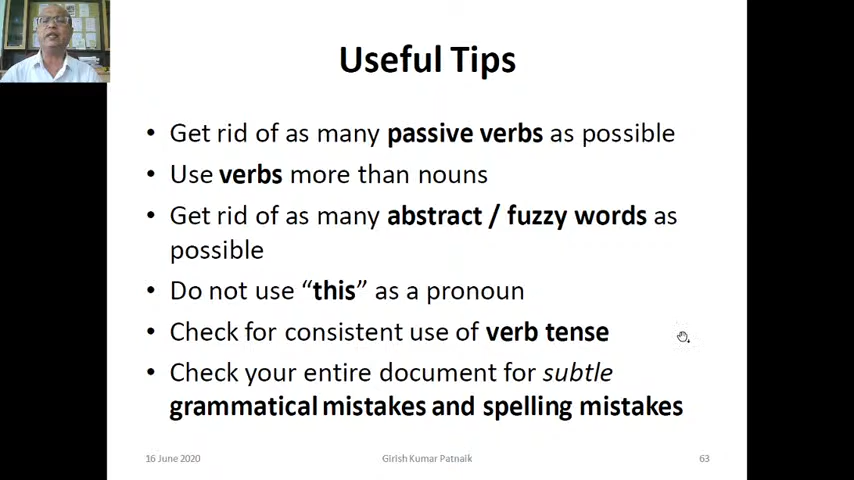 Useful Tips
• Get rid of as many passive verbs as possible
• Use verbs more than nouns
• Get rid of as many abstract / fuzzy words as
possible
• Do not use “this” as a pronoun
• Check for consistent use of verb tense
• Check your entire document for subtle
grammatical mistakes and spelling mistakes
16 June 2020
Girish Kumar Patnaik
63